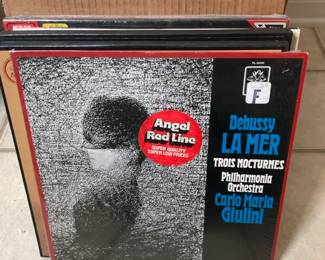 F
Debussy
LA MER
TROIS NOCTURNES
Philharmonia
Orchestra
Carlo Maria
Giulini
Angel
Red Line
SUPER QUALITY
SUPER LOW PRICES